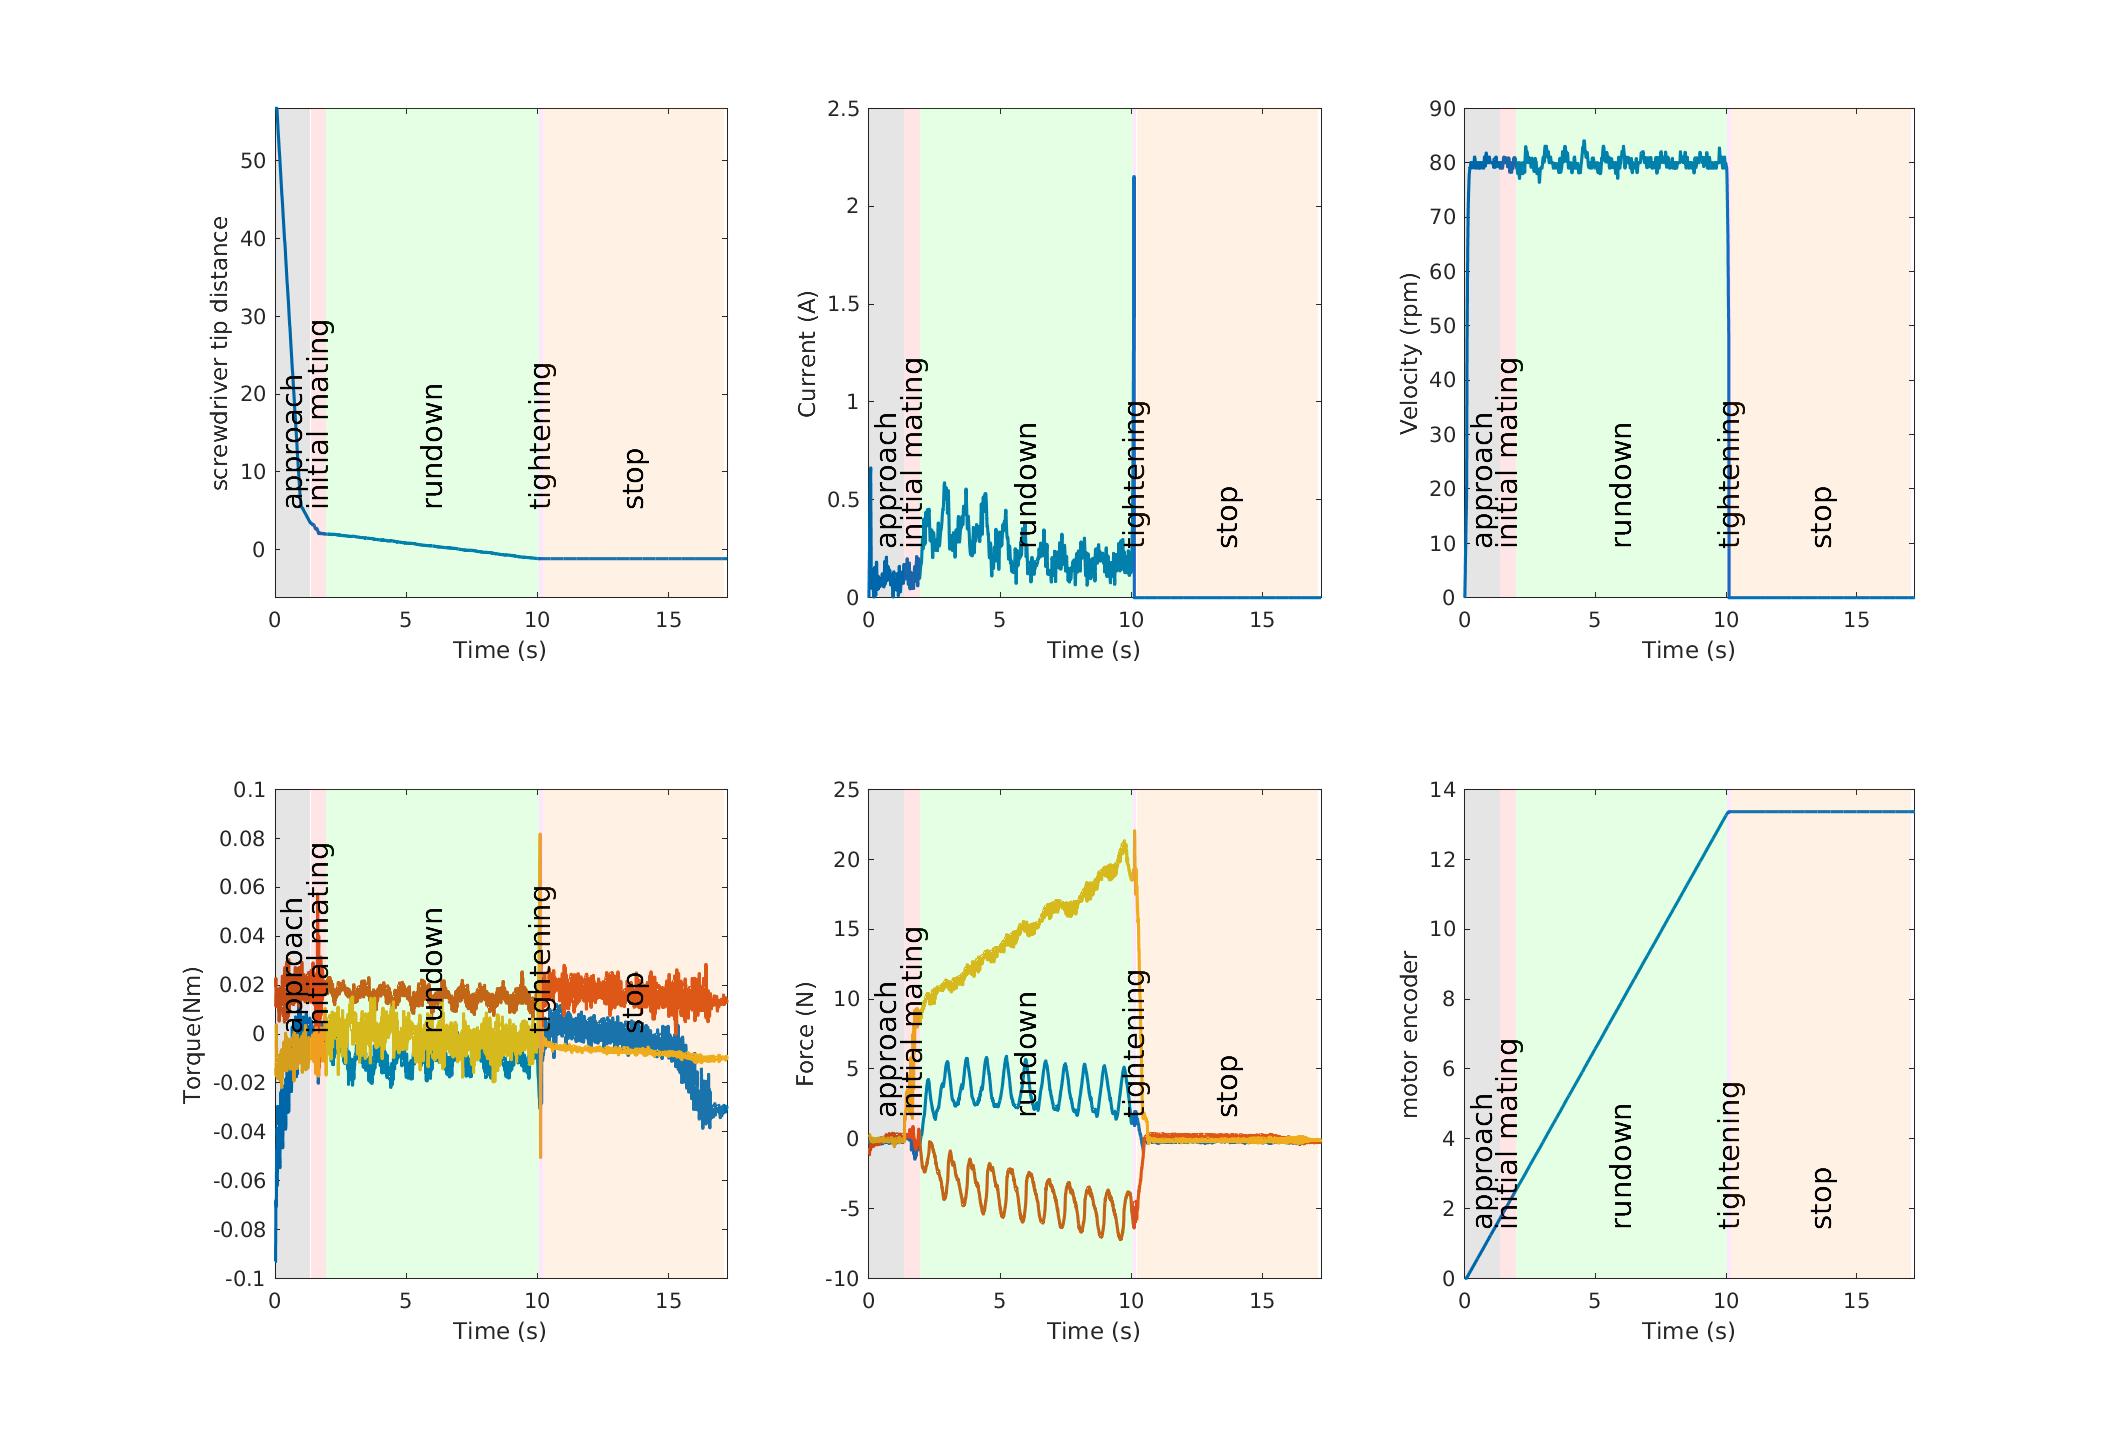 screwdriver tip distance
50
40
30
20
10
0
approach
initial mating
rundown
tightening
stop
0 5 10 15
Time (s)
Current (A)
2.5
2
1.5
1
0.5
0
approach
initial mating
rundown
tightening
stop
0 5 10 15
Time (s)
Velocity (rpm)
90
80
70
60
50
40
30
20
10
0
approach
initial mating
rundown
tightening
stop
0 5 10 15
Time (s)
Torque(Nm)
0.1
0.08
0.06
0.04
0.02
0
-0.02
-0.04
-0.06
-0.08
-0.1
approach
initial mating
rundown
tightening
stop
0 5 10 15
Time (s)
Force (N)
25
20
15
10
5
0
-5
-10
approach
initial mating
rundown
tightening
stop
0 5 10 15
Time (s)
motor encoder
14
12
10
8
6
4
2
0
approach
initial mating
rundown
tightening
stop
0 5 10 15
Time (s)